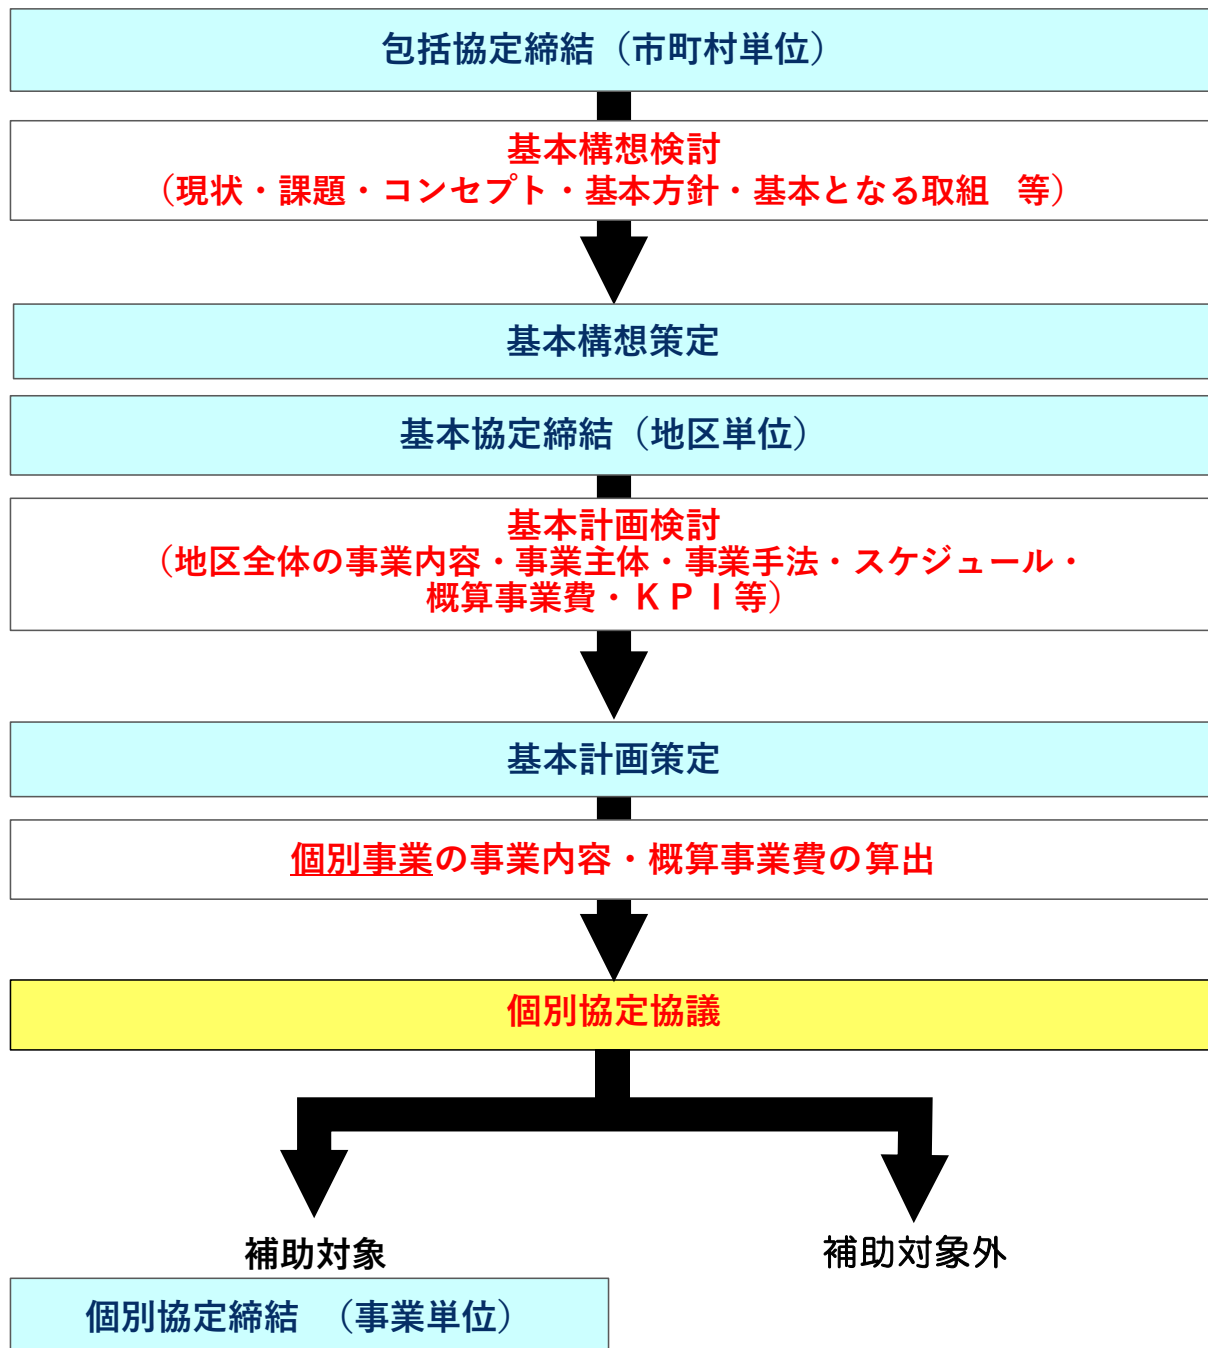 包括協定締結（市町村単位）
基本構想検討
（現状・課題・コンセプト・基本方針・基本となる取組　等）
基本構想策定
基本協定締結（地区単位）
基本計画検討
（地区全体の事業内容・事業主体・事業手法・スケジュール・
概算事業費・ＫＰＩ等）
基本計画策定
個別事業の事業内容・概算事業費の算出
個別協定協議
補助対象
補助対象外
個別協定締結　（事業単位）